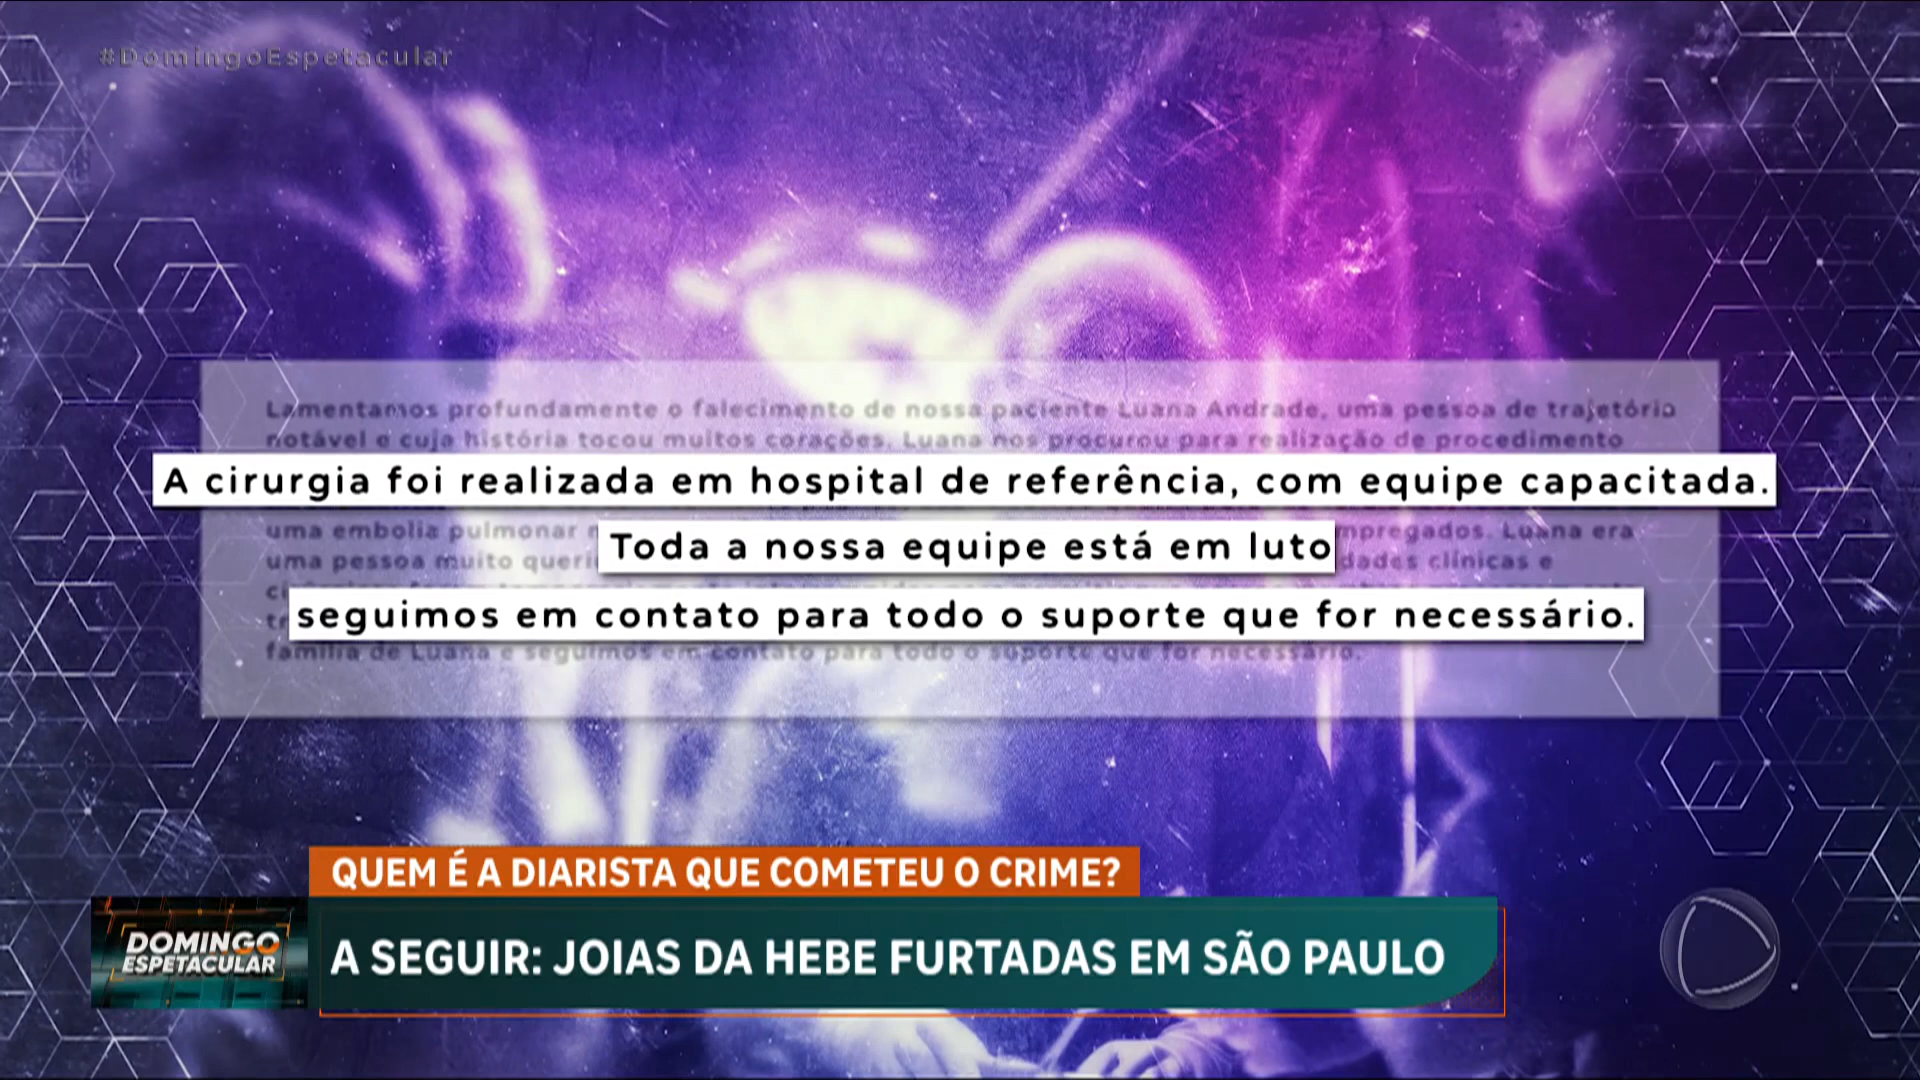 #DomingoEspetacular
Lamentamos profundamente o falecimento de nossa paciente Luana Andrade, uma pessoa de trajetória
notável e cuja história tocou muitos corações. Luana nos procurou para realização de procedimento
A cirurgia foi realizada em hospital de referência, com equipe capacitada.
uma embolia pulmonar mpregados. Luana era
Toda a nossa equipe está em luto
uma pessoa muito queri dades clínicas e
seguimos em contato para todo o suporte que for necessário.
família de Luana e seguimos em contato para todo o suporte que for necessário.
QUEM É A DIARISTA QUE COMETEU O CRIME?
DOMINGO
ESPETACULAR
A SEGUIR: JOIAS DA HEBE FURTADAS EM SÃO PAULO